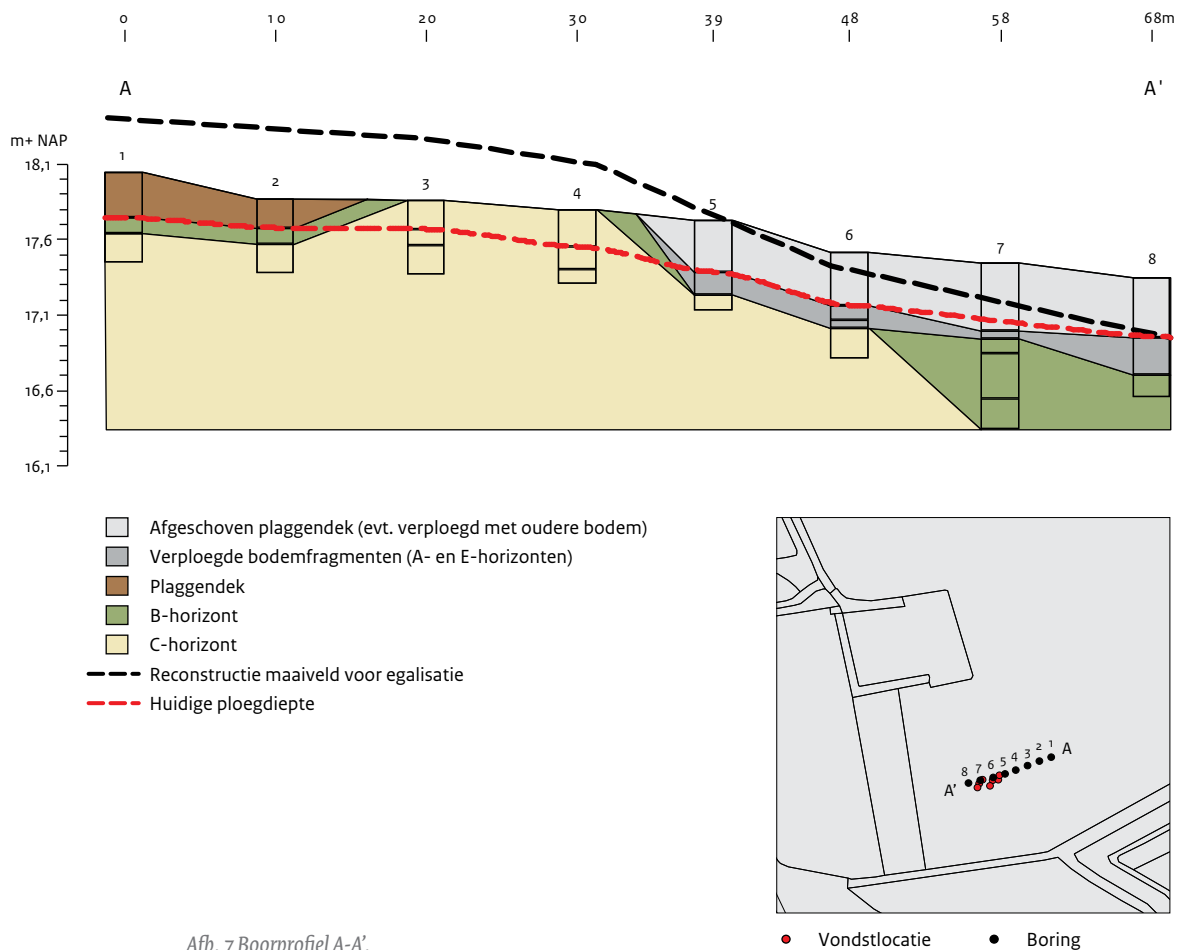 0 10 20 30 39 48 58 68m
A A'
m+ NAP
18,1
17,6
17,1
16,6
16,1
1 2 3 4 5 6 7 8
Afgeschoven plaggendek (evt. verploegd met oudere bodem)
Verploegde bodemfragmenten (A- en E-horizonten)
Plaggendek
B-horizont
C-horizont
Reconstructie maaiveld voor egalisatie
Huidige ploegdiepte
8 7 6 5 4 3 2 1 A
A'
Vondstlocatie Boring
Afb. 7 Boorprofiel A-A'.